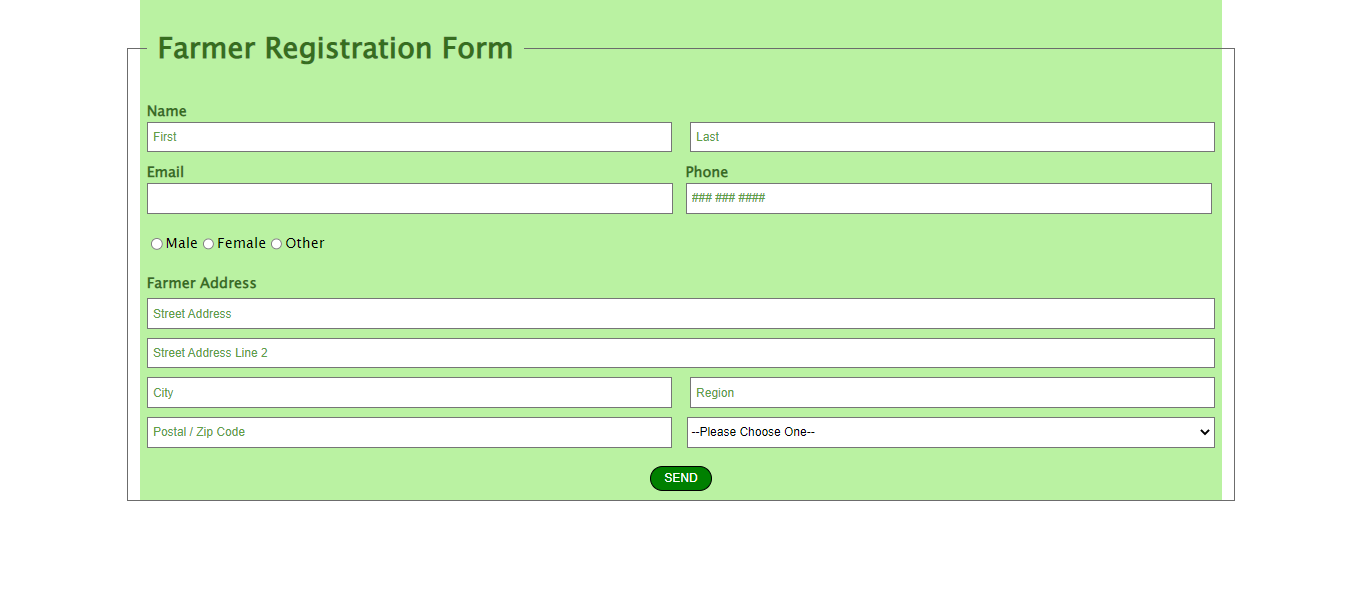 Farmer Registration Form
Name
First Last
Email Phone
### ### ####
Male Female Other
Farmer Address
Street Address
Street Address Line 2
City Region
Postal / Zip Code --Please Choose One--
SEND